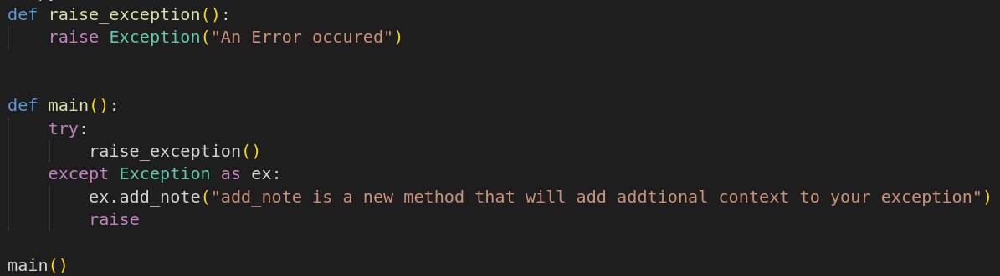 def raise_exception():
    raise Exception("An Error occured")
def main():
    try:
        raise_exception()
    except Exception as ex:
        ex.add_note("add_note is a new method that will add addtional context to your exception")
        raise
main()